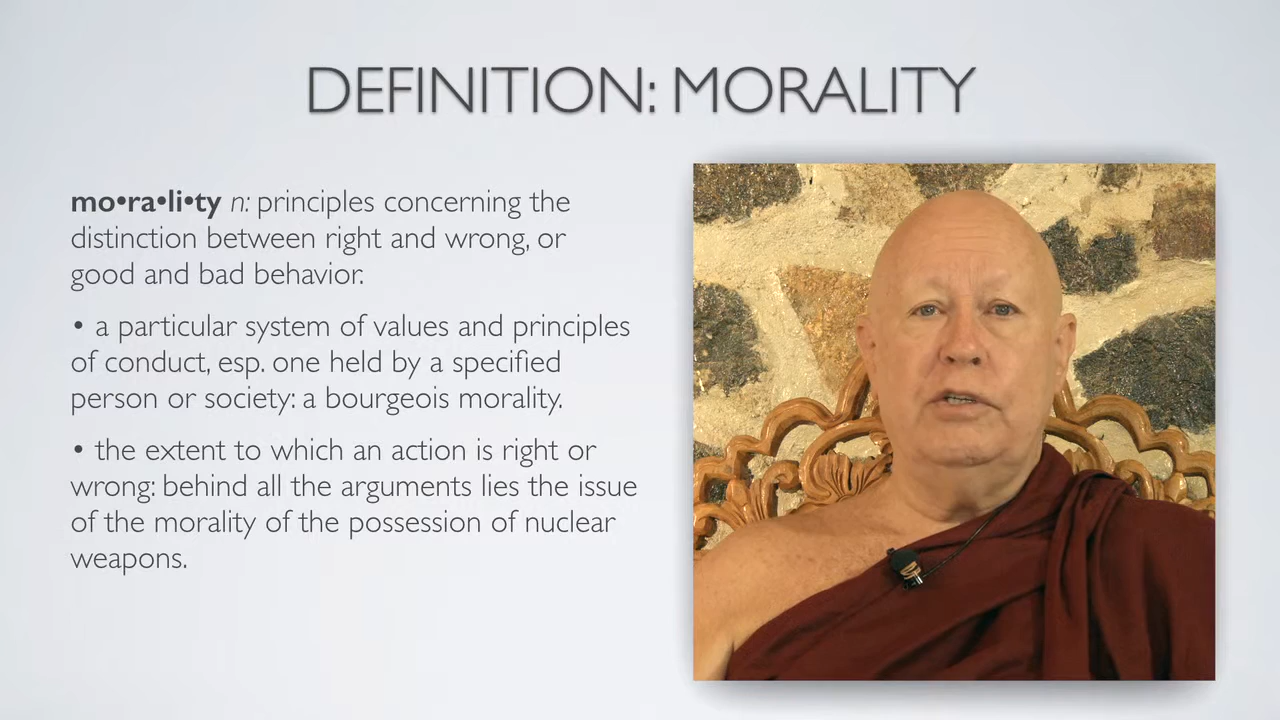 DEFINITION: MORALITY
mo•ra•li•ty n: principles concerning the
distinction between right and wrong, or
good and bad behavior.
• a particular system of values and principles
of conduct, esp. one held by a specified
person or society: a bourgeois morality.
• the extent to which an action is right or
wrong: behind all the arguments lies the issue
of the morality of the possession of nuclear
weapons.